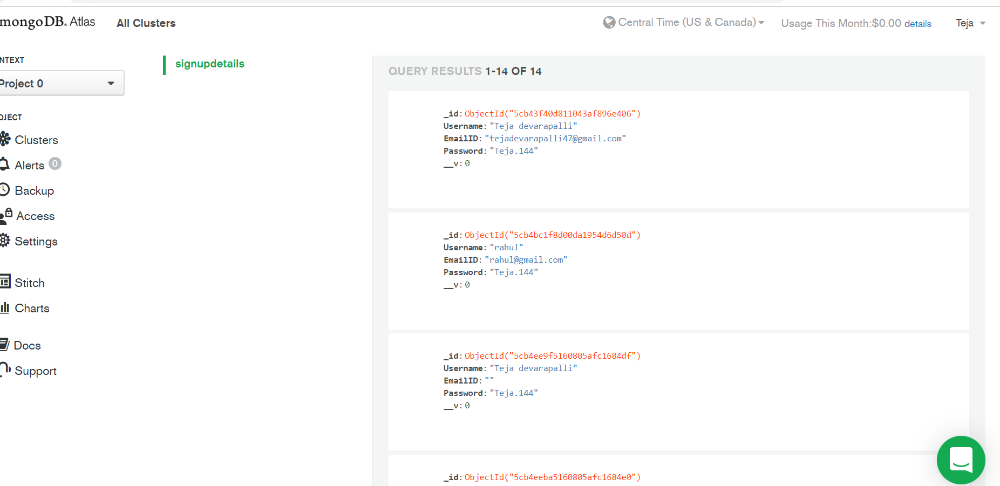 mongoDB. Atlas
All Clusters
Central Time (US & Canada)
Usage This Month:$0.00 details
Teja
NTEXT
Project 0
OJECT
Clusters
Alerts 0
Backup
Access
Settings
Stitch
Charts
Docs
Support
signupdetails
QUERY RESULTS 1-14 OF 14
_id: ObjectId("5cb43f40d811043af896e406")
Username: "Teja devarapalli"
EmailID: "tejadevarapalli47@gmail.com"
Password: "Teja.144"
__v: 0
_id: ObjectId("5cb4bc1f8d00da1954d6d50d")
Username: "rahul"
EmailID: "rahul@gmail.com"
Password: "Teja.144"
__v: 0
_id: ObjectId("5cb4ee9f5160805afc1684df")
Username: "Teja devarapalli"
EmailID: ""
Password: "Teja.144"
__v: 0
_id: ObjectId("5cb4eeba5160805afc1684e0")